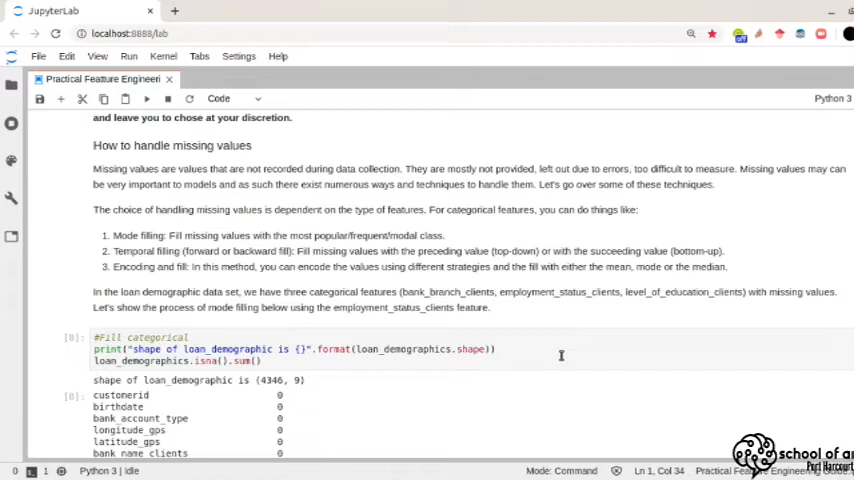 JupyterLab
localhost:8888/lab
File Edit View Run Kernel Tabs Settings Help
Practical Featture Engineeri
Code
Python 3
and leave you to chose at your discretion.
How to handle missing values
Missing values are values that are not recorded during data collection. They are mostly not provided, left out due to errors, too difficult to measure. Missing values may can
be very important to models and as such there exist numerous ways and techniques to handle them. Let's go over some of these techniques.
The choice of handling missing values is dependent on the type of features. For categorical features, you can do things like:
1. Mode filling: Fill missing values with the most popular/frequent/modal class.
2. Temporal filling (forward or backward fill): Fill missing values with the preceding value (top-down) or with the succeeding value (bottom-up).
3. Encoding and fill: In this method, you can encode the values using different strategies and the fill with either the mean, mode or the median.
In the loan demographic data set, we have three categorical features (bank_branch_clients, employment_status_clients, level_of_education_clients) with missing values.
Let's show the process of mode filling below using the employment_status_clients feature.
[8]: #Fill categorical
print("shape of loan_demographic is {}".format(loan_demographics.shape))
loan_demographics.isna().sum()
shape of loan_demographic is (4346, 9)
[8]: customerid 0
birthdate 0
bank_account_type 0
longitude_gps 0
latitude_gps 0
bank_name_clients 0
school of
Port Harcourt
0 1 Python 3 | Idle Mode: Command Ln 1, Col 34